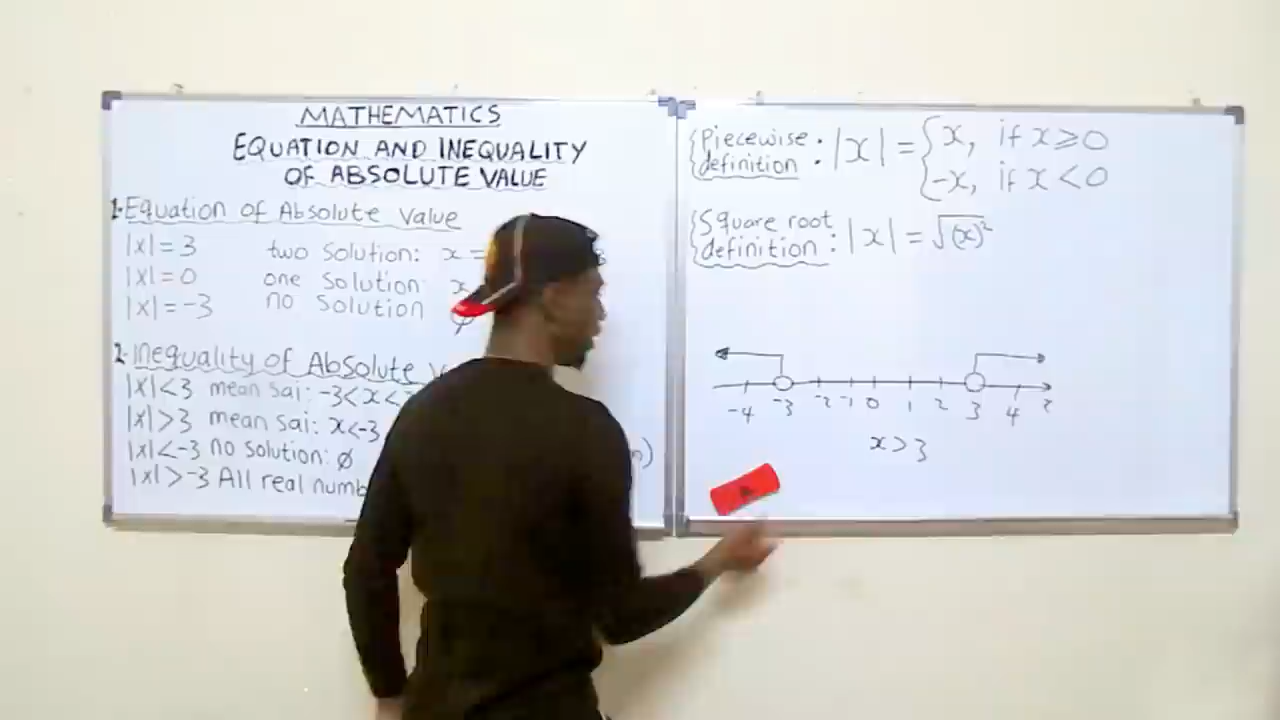 MATHEMATICS
EQUATION AND INEQUALITY
OF ABSOLUTE VALUE
1. Equation of Absolute Value
|x| = 3 two solution: x =
|x| = 0 one solution x
|x| = -3 no solution ∅
2. Inequality of Absolute
|x| < 3 mean sai: -3 < x <
|x| > 3 mean sai: x < -3
|x| < -3 no solution: ∅
|x| > -3 All real
Piecewise definition: |x| = { x, if x ≥ 0
-x, if x < 0
Square root definition: |x| = √(x)²
-4 -3 -2 -1 0 1 2 3 4
x > 3